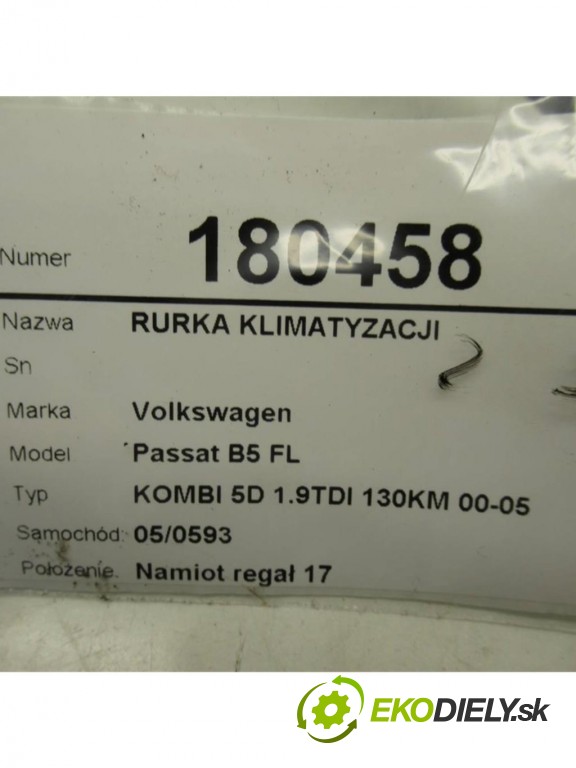 Numer 180458
Nazwa RURKA KLIMATYZACJI
Sn
Marka Volkswagen
Model Passat B5 FL
Typ KOMBI 5D 1.9TDI 130KM 00-05
Samochód: 05/0593
Położenie. Namiot regał 17
EKODIELY.sk